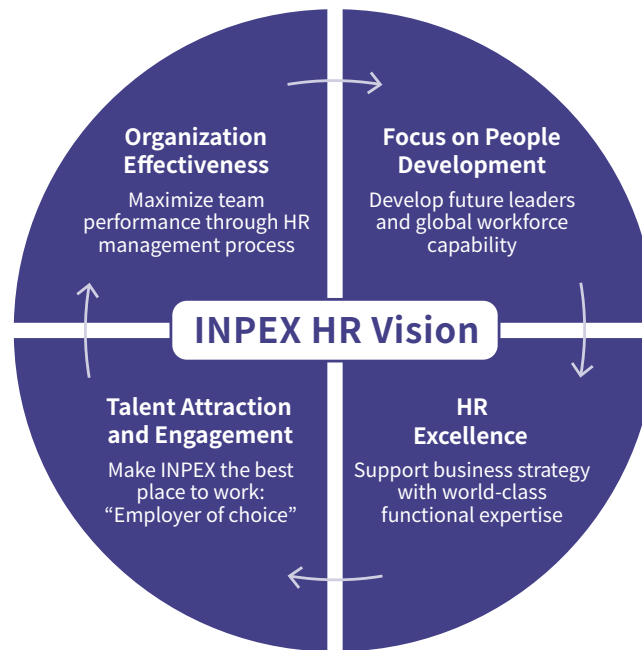 Organization
Effectiveness
Maximize team
performance through HR
management process
Focus on People
Development
Develop future leaders
and global workforce
capability
INPEX HR Vision
Talent Attraction
and Engagement
Make INPEX the best
place to work:
“Employer of choice”
HR
Excellence
Support business strategy
with world-class
functional expertise